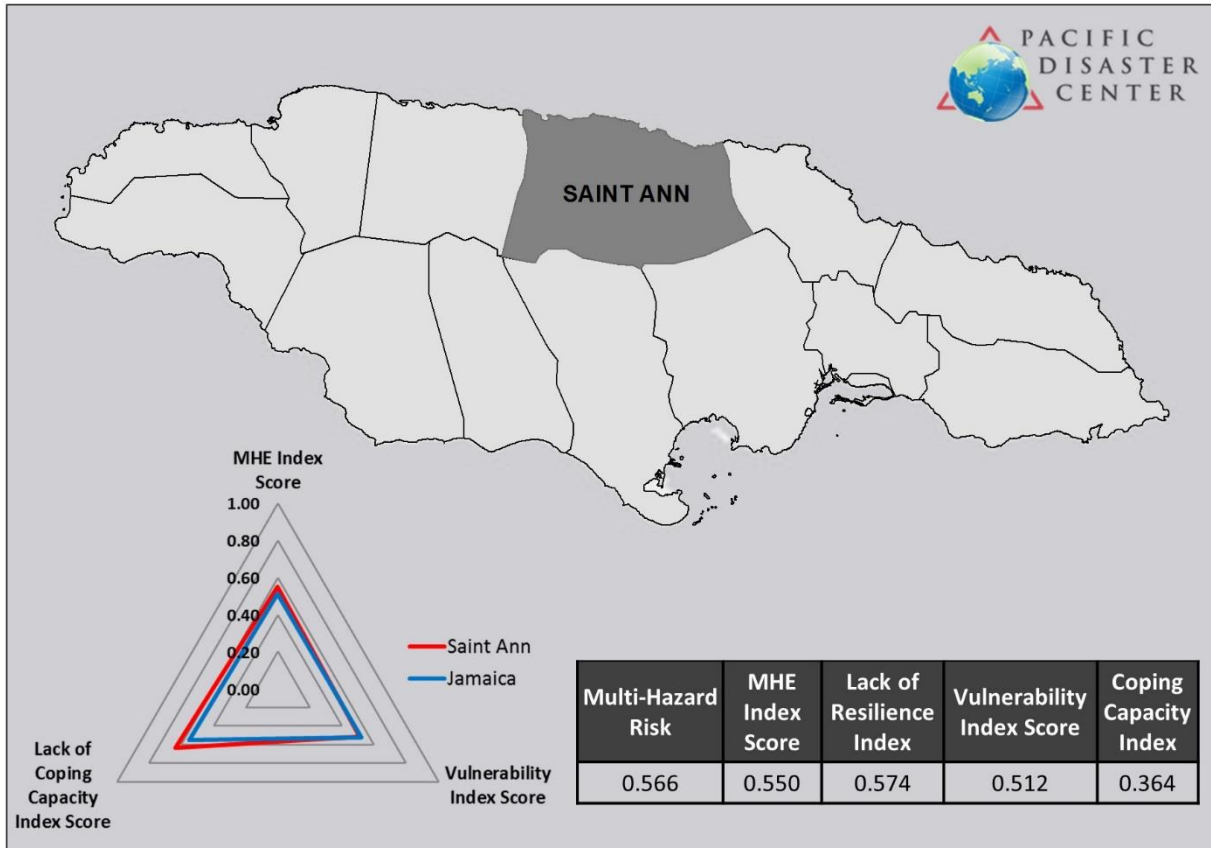 PACIFIC
DISASTER
CENTER
SAINT ANN
MHE Index
Score
1.00
0.80
0.60
0.40
0.20
0.00
Saint Ann
Jamaica
Lack of
Coping
Capacity
Index Score
Vulnerability
Index Score
Multi-Hazard
Risk
MHE
Index
Score
Lack of
Resilience
Index
Vulnerability
Index Score
Coping
Capacity
Index
0.566 0.550 0.574 0.512 0.364